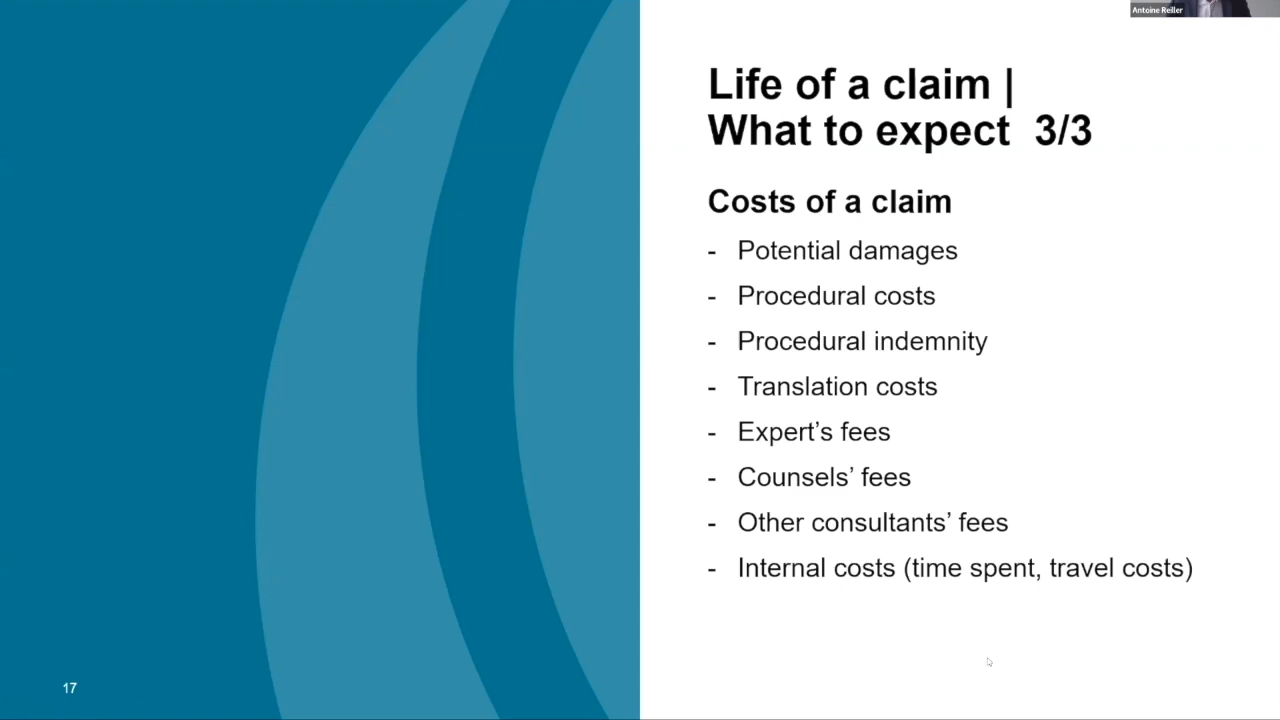 Antoine Reiller
Life of a claim |
What to expect 3/3
Costs of a claim
- Potential damages
- Procedural costs
- Procedural indemnity
- Translation costs
- Expert’s fees
- Counsels’ fees
- Other consultants’ fees
- Internal costs (time spent, travel costs)
17